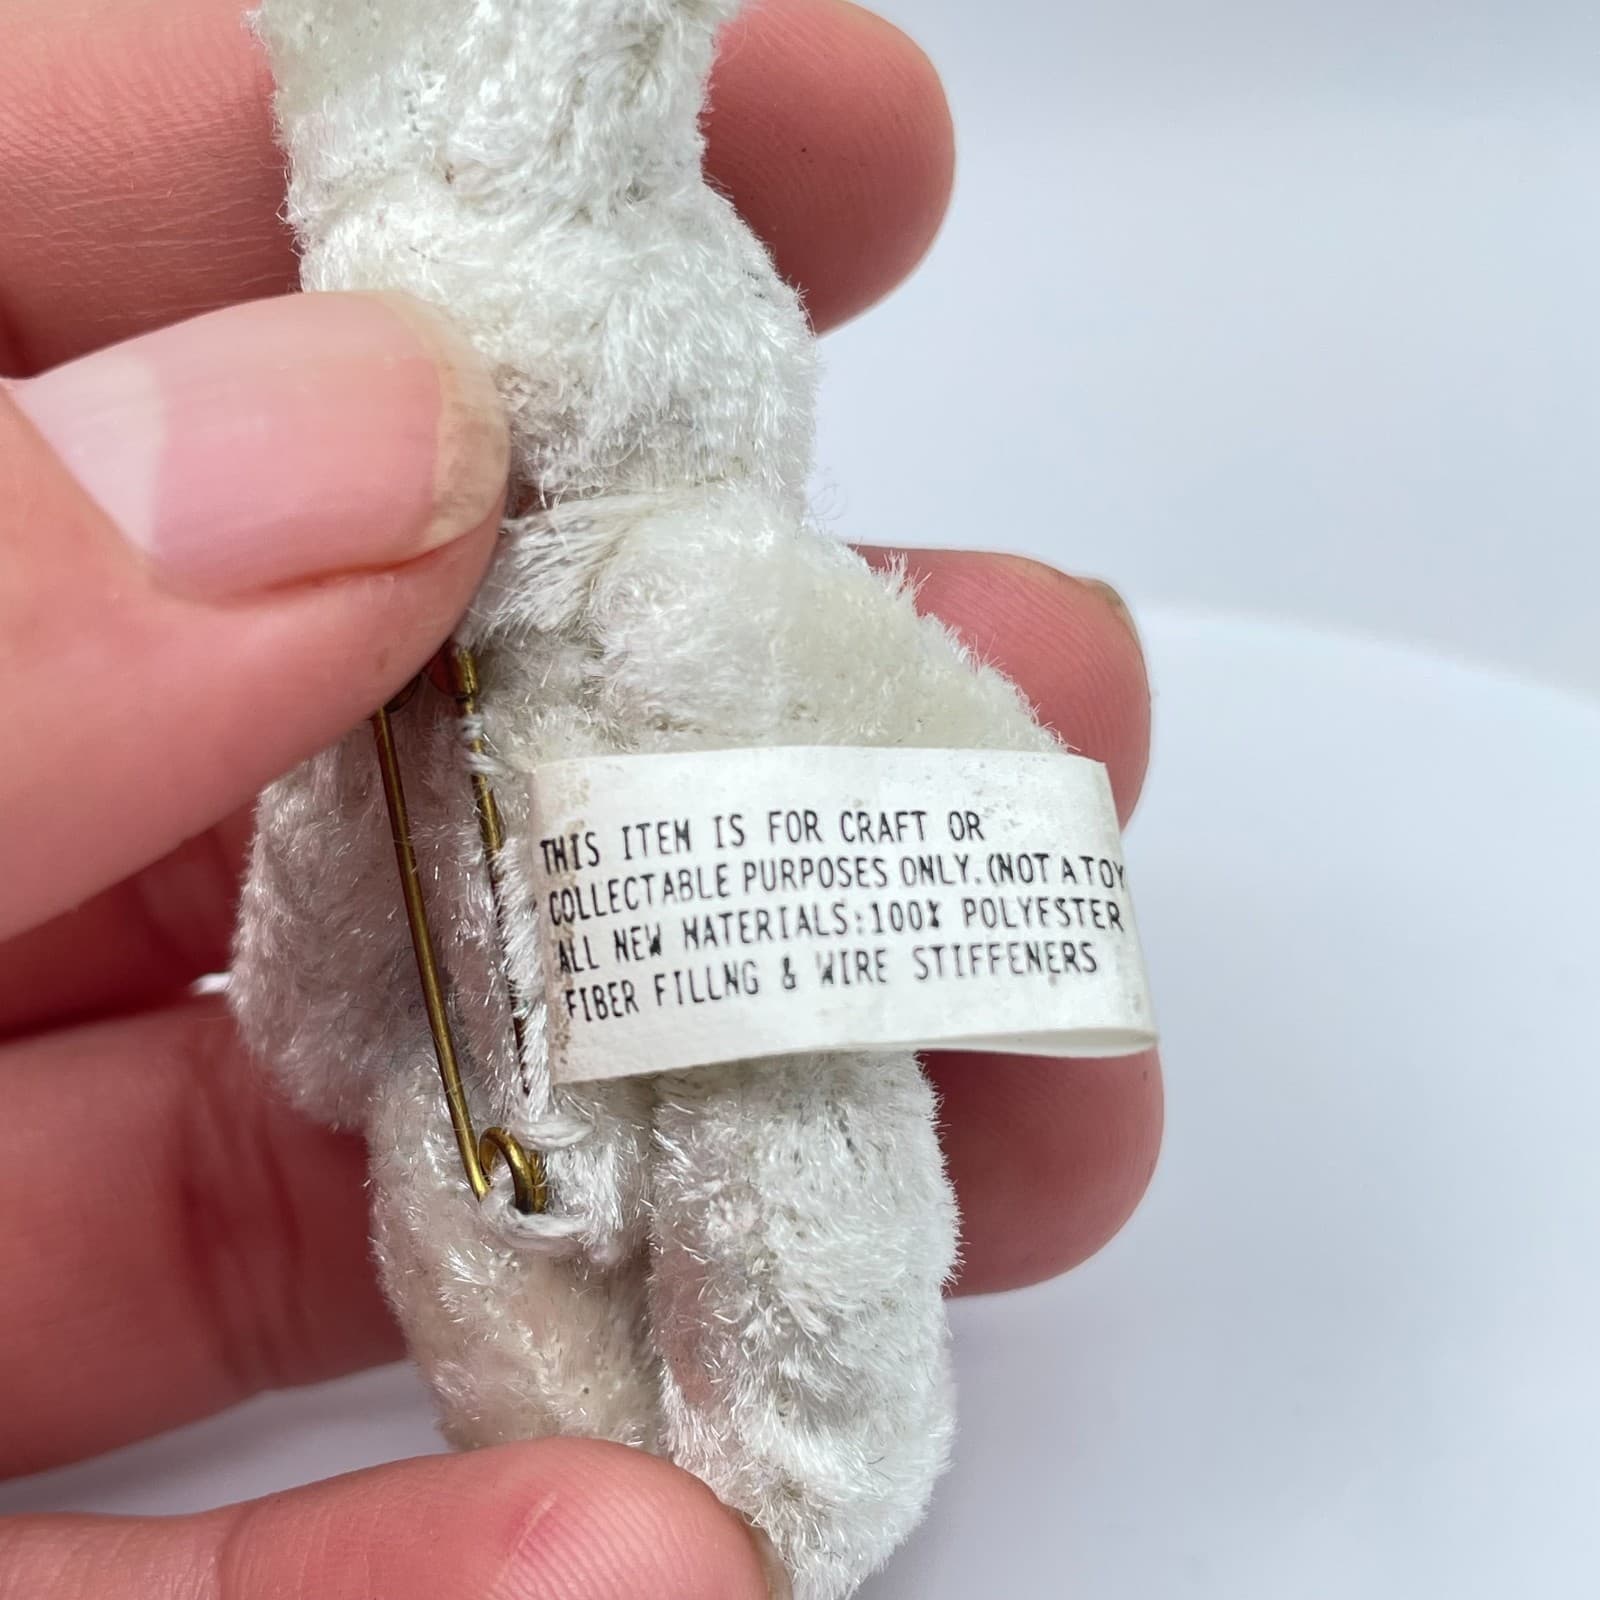 THIS ITEM IS FOR CRAFT OR
COLLECTABLE PURPOSES ONLY.(NOT A TOY
ALL NEW MATERIALS:100% POLYESTER
FIBER FILLNG & WIRE STIFFENERS